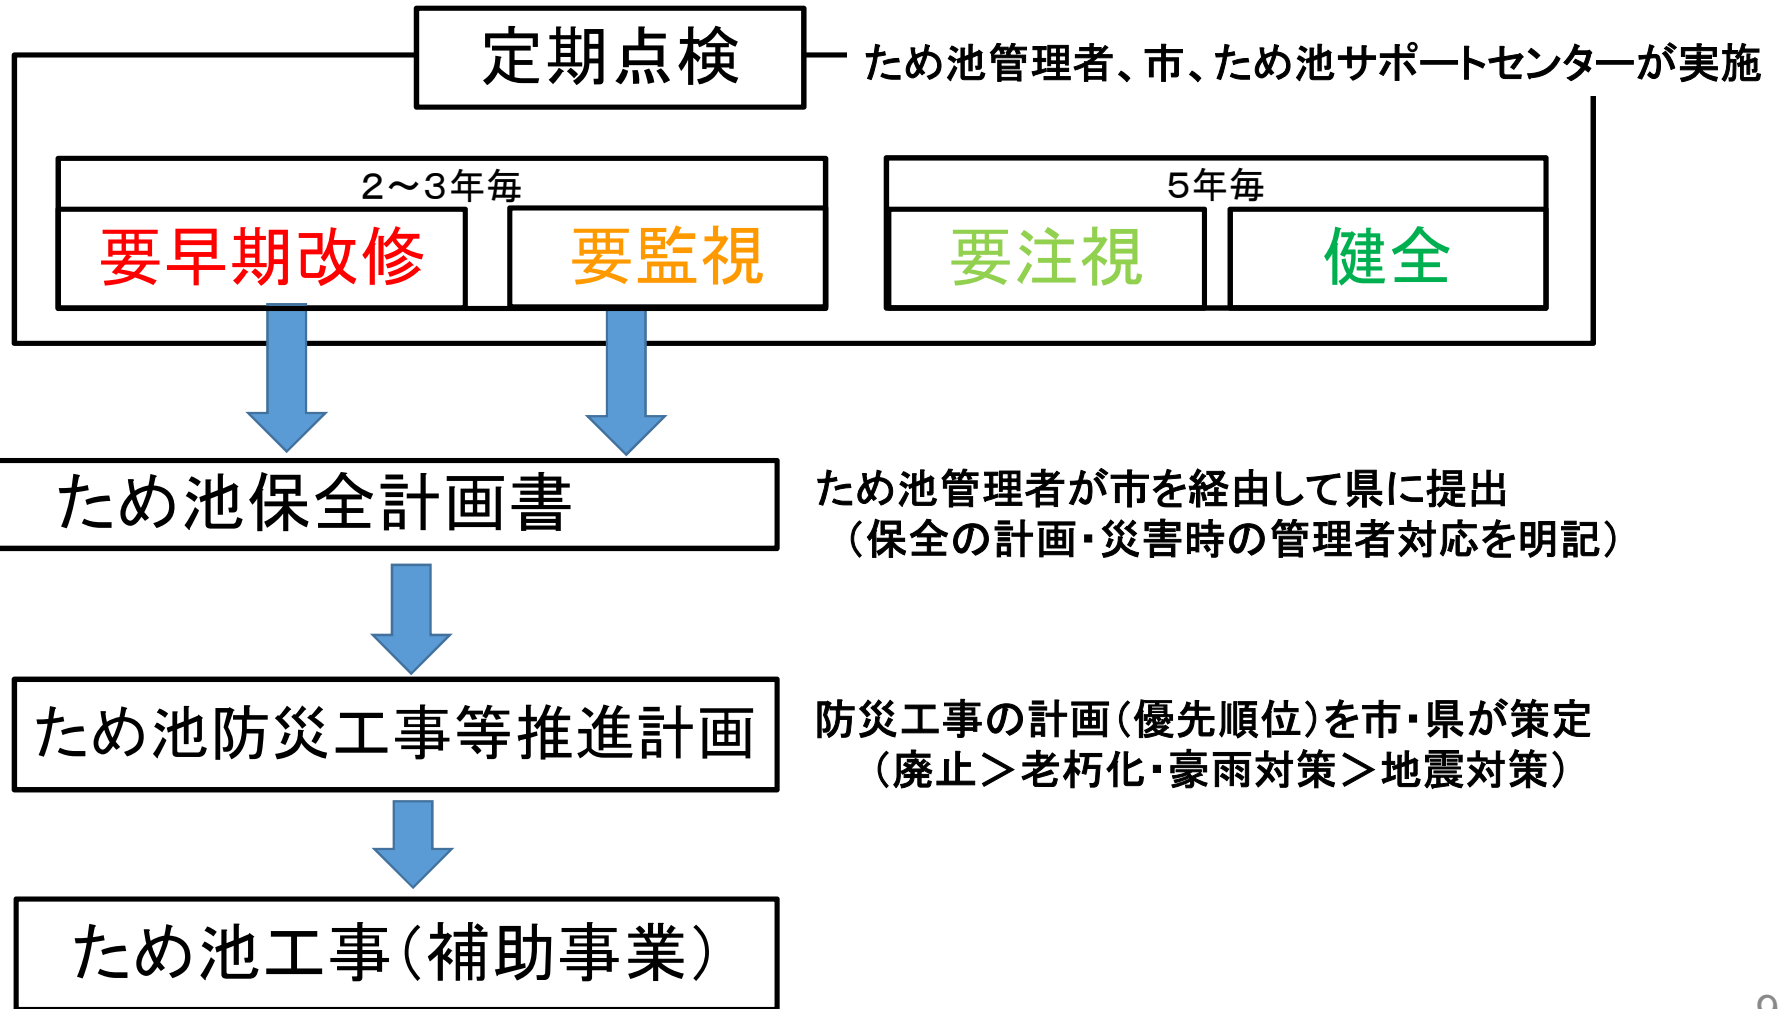 定期点検
ため池管理者、市、ため池サポートセンターが実施
２～３年毎
５年毎
要早期改修
要監視
要注視
健全
ため池保全計画書
ため池管理者が市を経由して県に提出
（保全の計画・災害時の管理者対応を明記）
ため池防災工事等推進計画
防災工事の計画（優先順位）を市・県が策定
（廃止＞老朽化・豪雨対策＞地震対策）
ため池工事（補助事業）